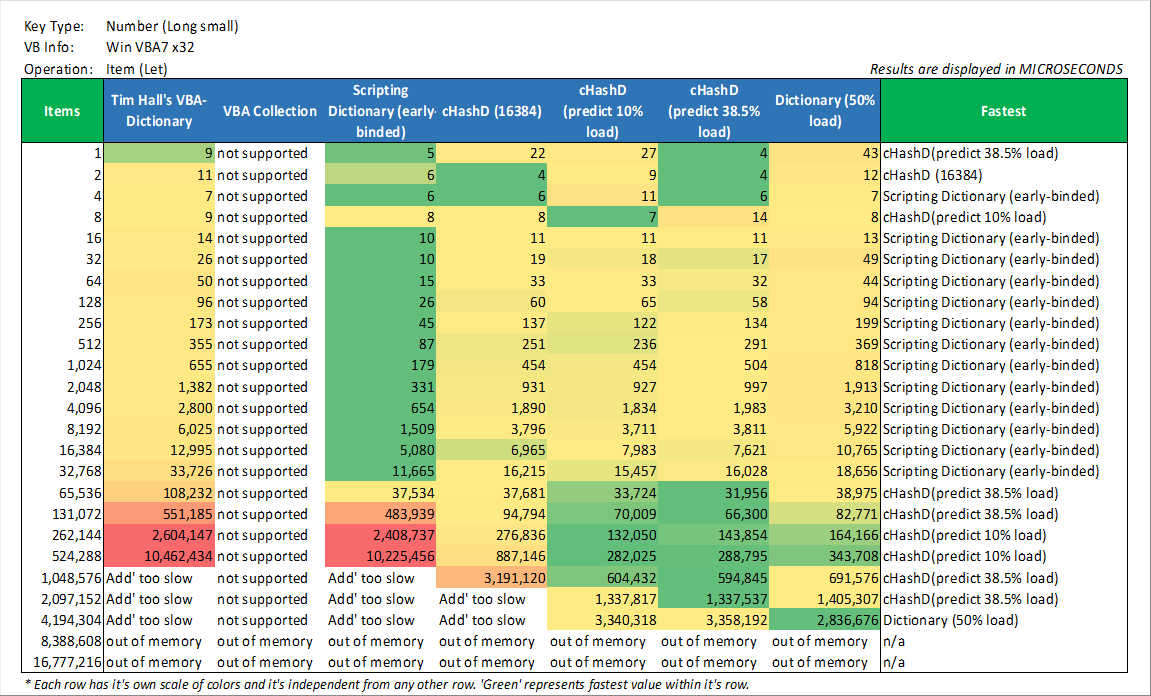 Key Type: Number (Long small)
VB Info: Win VBA7 x32
Operation: Item (Let) Results are displayed in MICROSECONDS
Items Tim Hall's VBA-Dictionary VBA Collection Scripting Dictionary (early-binded) cHashD (16384) cHashD (predict 10% load) cHashD (predict 38.5% load) Dictionary (50% load) Fastest
1 9 not supported 5 22 27 4 43 cHashD(predict 38.5% load)
2 11 not supported 6 4 9 4 12 cHashD (16384)
4 7 not supported 6 6 11 6 7 Scripting Dictionary (early-binded)
8 9 not supported 8 8 7 14 8 cHashD(predict 10% load)
16 14 not supported 10 11 11 11 13 Scripting Dictionary (early-binded)
32 26 not supported 10 19 18 17 49 Scripting Dictionary (early-binded)
64 50 not supported 15 33 33 32 44 Scripting Dictionary (early-binded)
128 96 not supported 26 60 65 58 94 Scripting Dictionary (early-binded)
256 173 not supported 45 137 122 134 199 Scripting Dictionary (early-binded)
512 355 not supported 87 251 236 291 369 Scripting Dictionary (early-binded)
1,024 655 not supported 179 454 454 504 818 Scripting Dictionary (early-binded)
2,048 1,382 not supported 331 931 927 997 1,913 Scripting Dictionary (early-binded)
4,096 2,800 not supported 654 1,890 1,834 1,983 3,210 Scripting Dictionary (early-binded)
8,192 6,025 not supported 1,509 3,796 3,711 3,811 5,922 Scripting Dictionary (early-binded)
16,384 12,995 not supported 5,080 6,965 7,983 7,621 10,765 Scripting Dictionary (early-binded)
32,768 33,726 not supported 11,665 16,215 15,457 16,028 18,656 Scripting Dictionary (early-binded)
65,536 108,232 not supported 37,534 37,681 33,724 31,956 38,975 cHashD(predict 38.5% load)
131,072 551,185 not supported 483,939 94,794 70,009 66,300 82,771 cHashD(predict 38.5% load)
262,144 2,604,147 not supported 2,408,737 276,836 132,050 143,854 164,166 cHashD(predict 10% load)
524,288 10,462,434 not supported 10,225,456 887,146 282,025 288,795 343,708 cHashD(predict 10% load)
1,048,576 Add' too slow not supported Add' too slow 3,191,120 604,432 594,845 691,576 cHashD(predict 38.5% load)
2,097,152 Add' too slow not supported Add' too slow Add' too slow 1,337,817 1,337,537 1,405,307 cHashD(predict 38.5% load)
4,194,304 Add' too slow not supported Add' too slow Add' too slow 3,340,318 3,358,192 2,836,676 Dictionary (50% load)
8,388,608 out of memory out of memory out of memory out of memory out of memory out of memory out of memory n/a
16,777,216 out of memory out of memory out of memory out of memory out of memory out of memory out of memory n/a
* Each row has it's own scale of colors and it's independent from any other row. 'Green' represents fastest value within it's row.